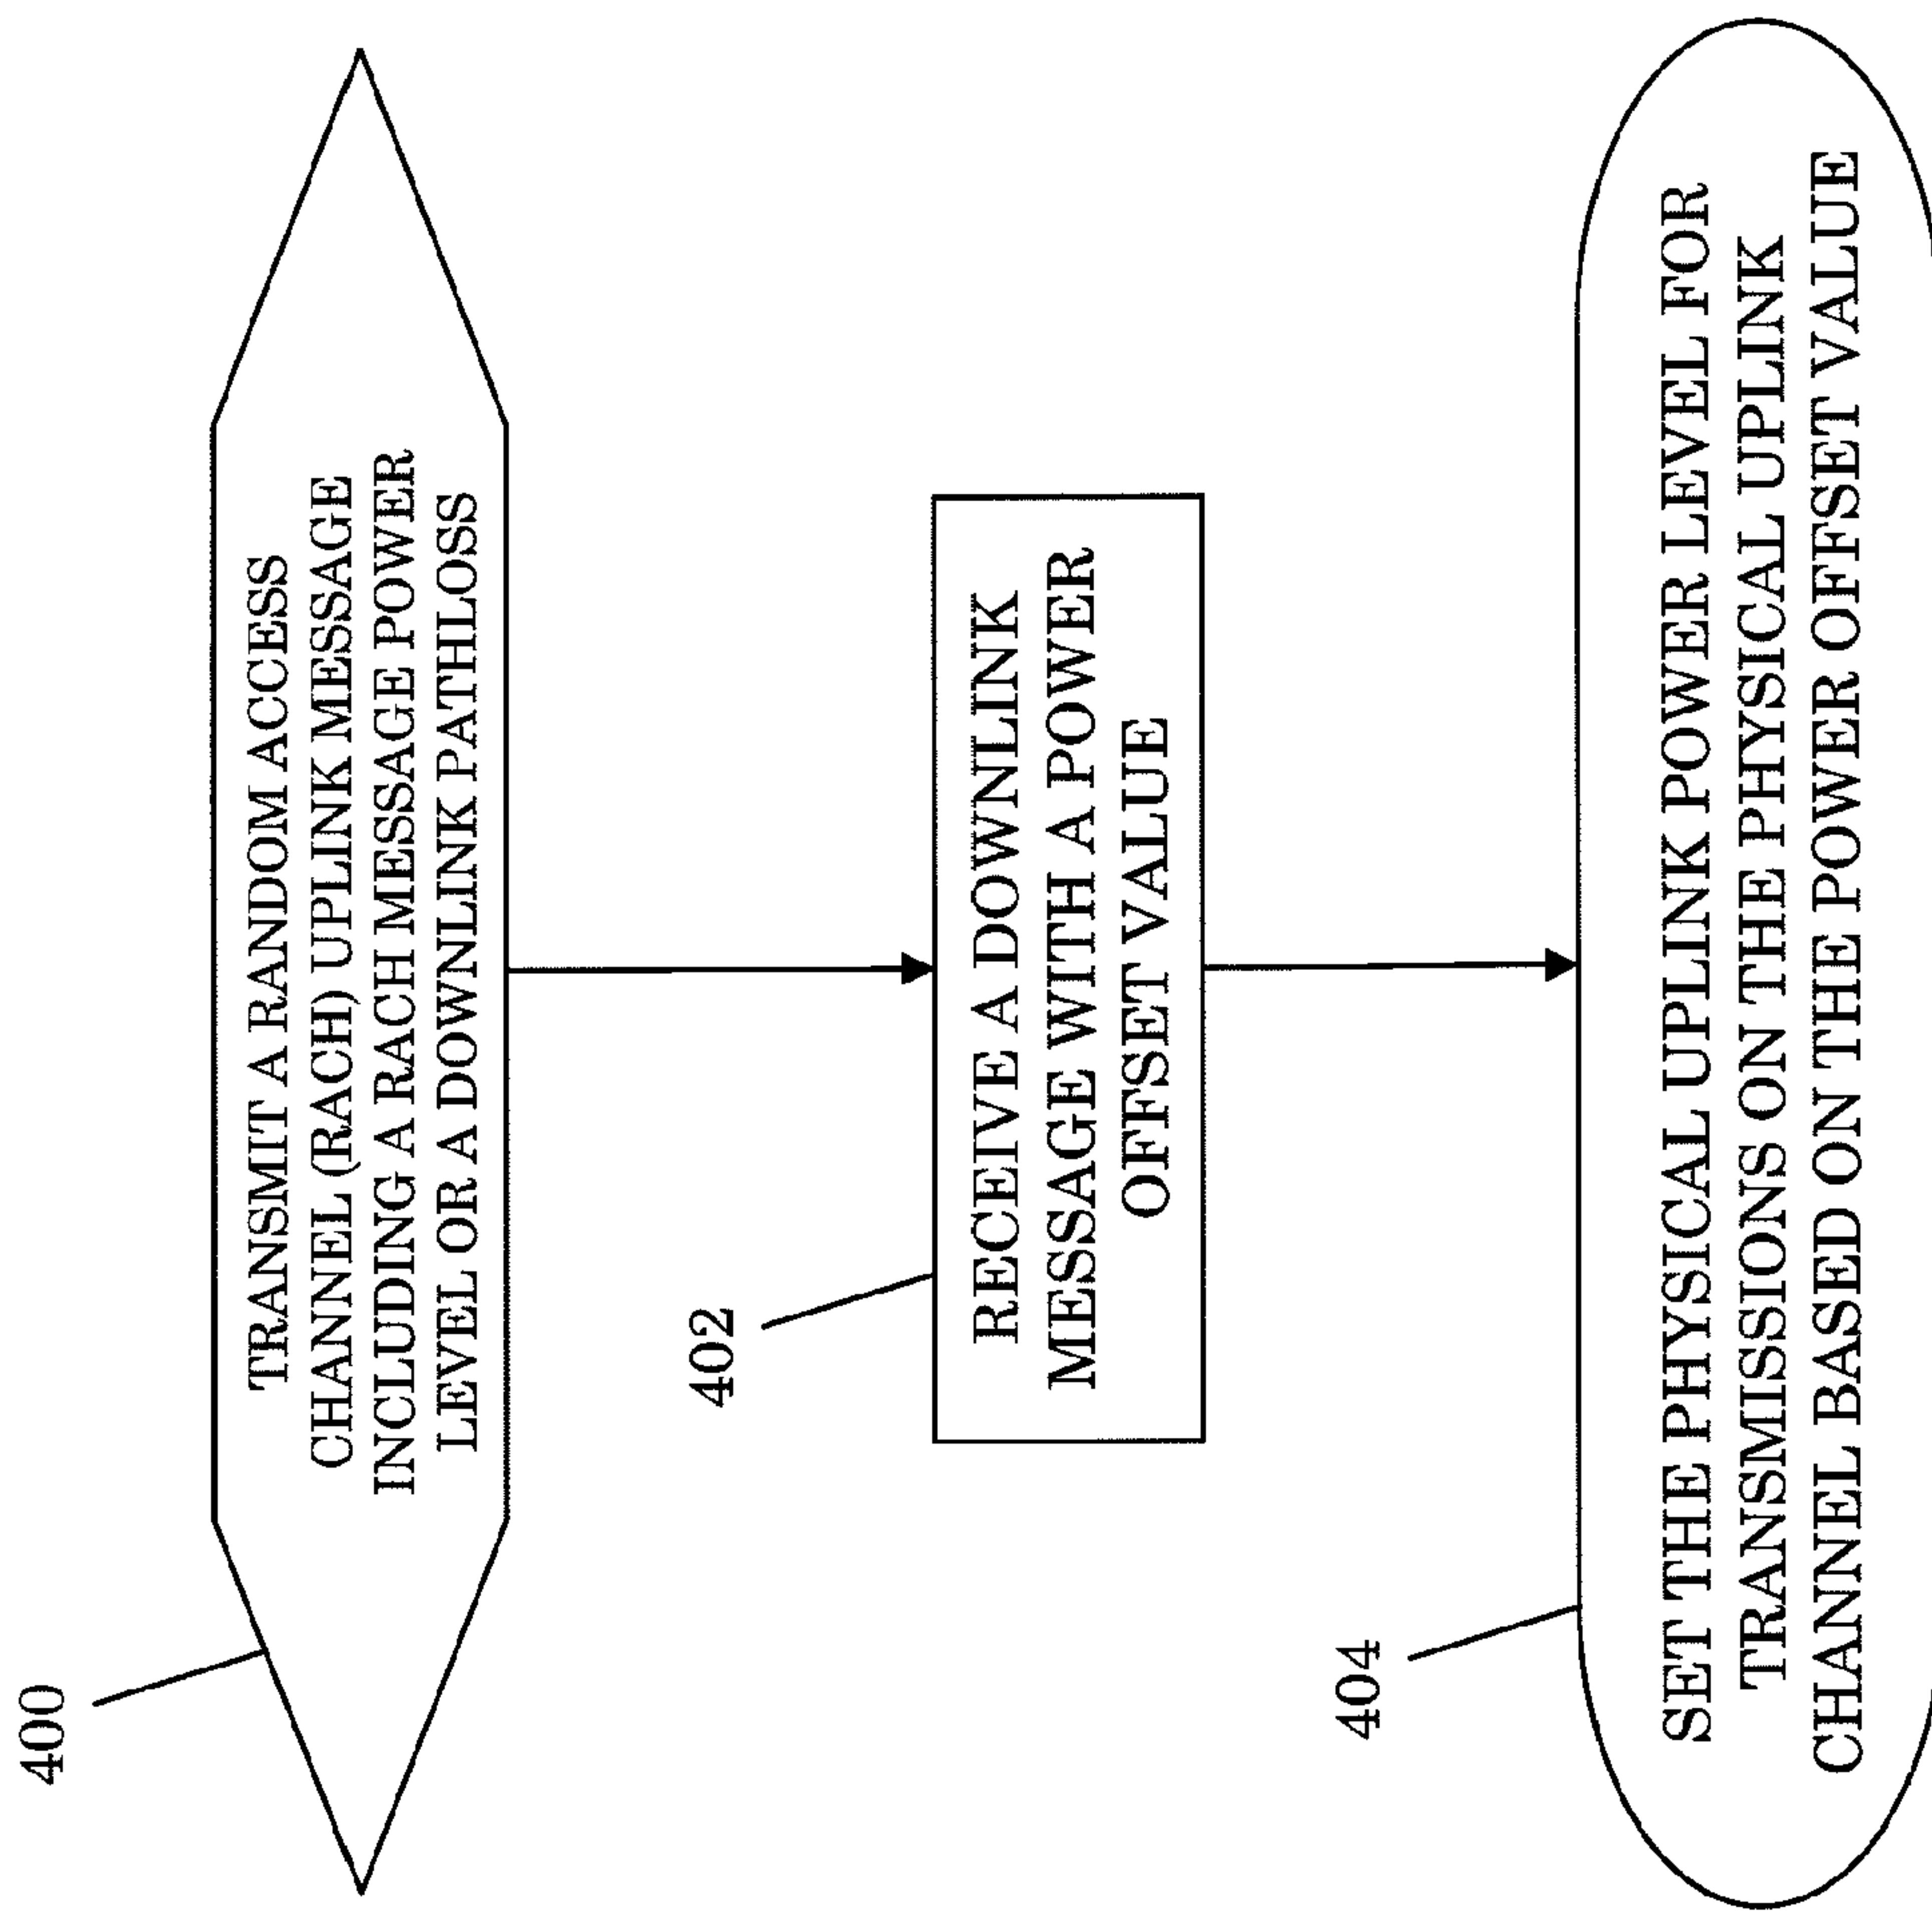 400
TRANSMIT A RANDOM ACCESS
CHANNEL (RACH) UPLINK MESSAGE
INCLUDING A RACH MESSAGE POWER
LEVEL OR A DOWNLINK PATHLOSS
402
RECEIVE A DOWNLINK
MESSAGE WITH A POWER
OFFSET VALUE
404
SET THE PHYSICAL UPLINK POWER LEVEL FOR
TRANSMISSIONS ON THE PHYSICAL UPLINK
CHANNEL BASED ON THE POWER OFFSET VALUE